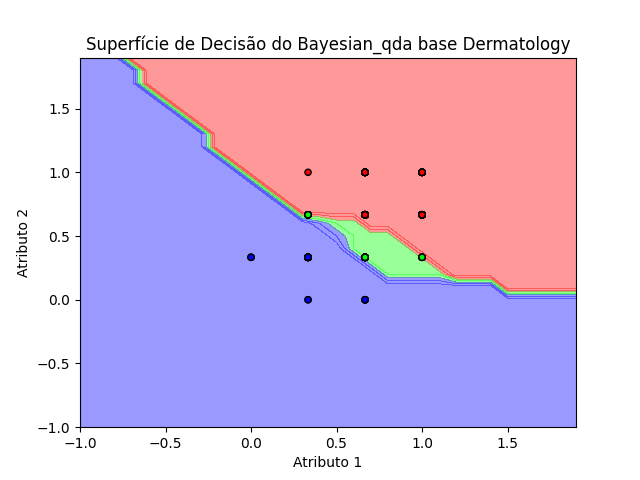 Superfície de Decisão do Bayesian_qda base Dermatology
1.5
1.0
0.5
0.0
−0.5
−1.0
Atributo 2
−1.0 −0.5 0.0 0.5 1.0 1.5
Atributo 1